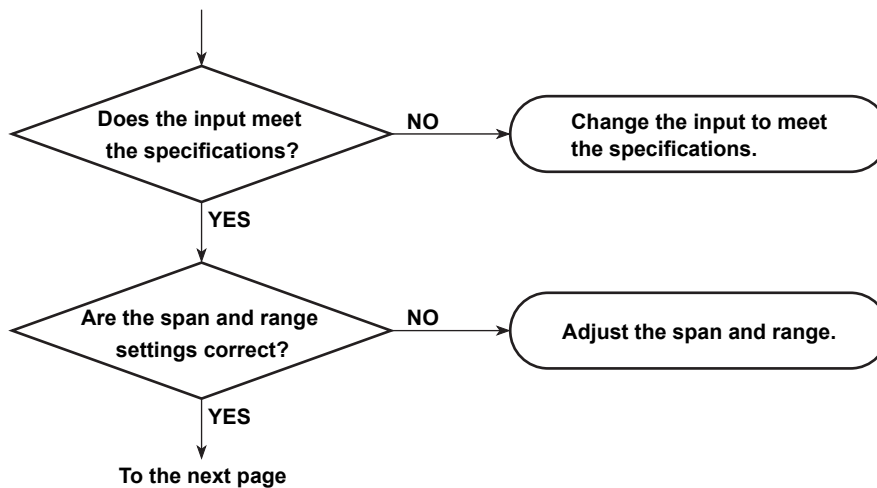 Does the input meet
the specifications?
NO
Change the input to meet
the specifications.
YES
Are the span and range
settings correct?
NO
Adjust the span and range.
YES
To the next page